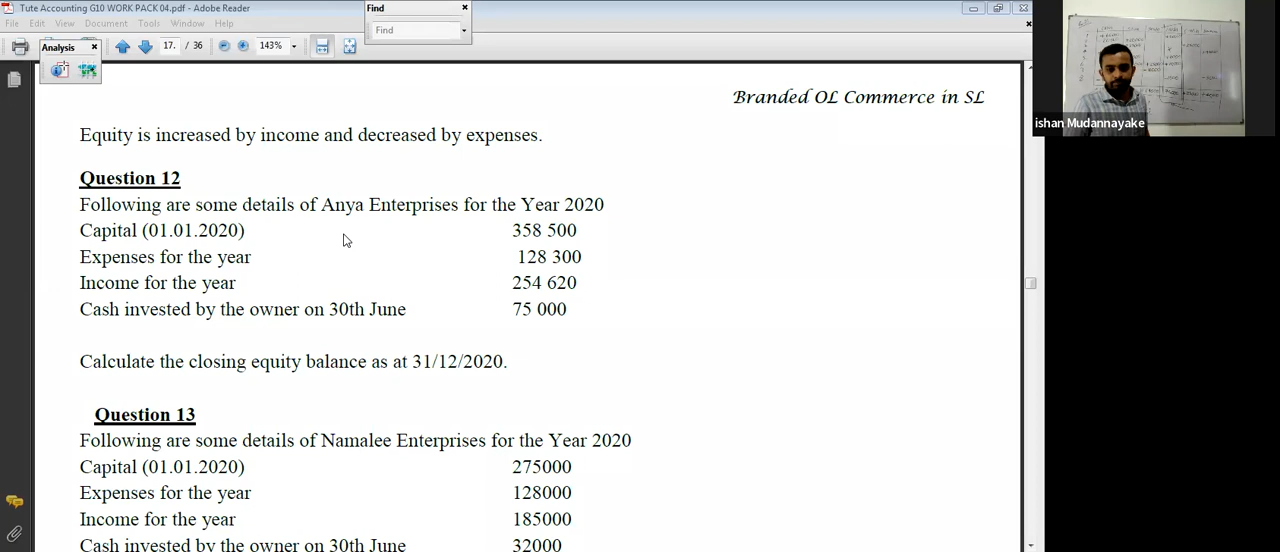 Tute Accounting G10 WORK PACK 04.pdf - Adobe Reader
File Edit View Document Tools Window Help
Find
Find
17. / 36 143%
Analysis
ishan Mudannayake
Branded OL Commerce in SL
Equity is increased by income and decreased by expenses.
Question 12
Following are some details of Anya Enterprises for the Year 2020
Capital (01.01.2020) 358 500
Expenses for the year 128 300
Income for the year 254 620
Cash invested by the owner on 30th June 75 000
Calculate the closing equity balance as at 31/12/2020.
Question 13
Following are some details of Namalee Enterprises for the Year 2020
Capital (01.01.2020) 275000
Expenses for the year 128000
Income for the year 185000
Cash invested by the owner on 30th June 32000